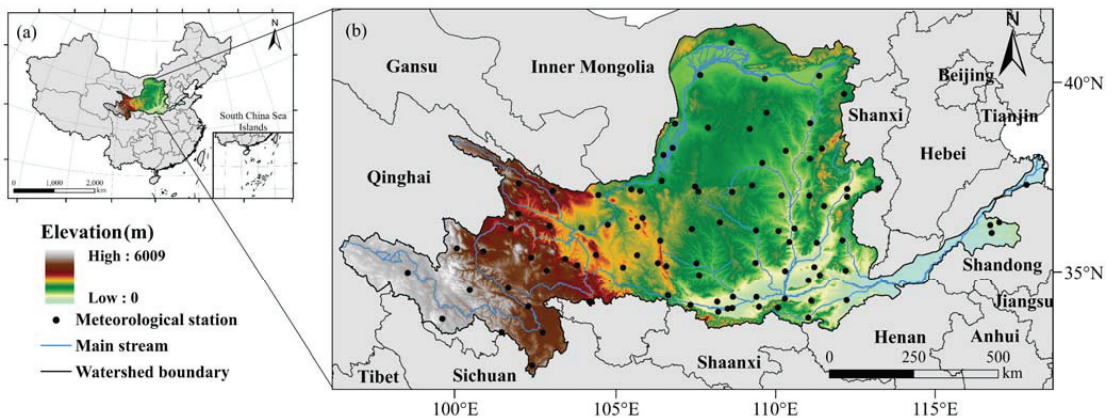 (a)
N
South China Sea
Islands
0 1,000 2,000
km
Elevation (m)
High : 6009
Low : 0
Meteorological station
Main stream
Watershed boundary
(b)
N
Gansu
Inner Mongolia
Beijing
40°N
Shanxi
Tianjin
Hebei
Qinghai
Shandong
35°N
Jiangsu
Henan
Anhui
Shaanxi
Tibet
Sichuan
0 250 500
km
100°E
105°E
110°E
115°E